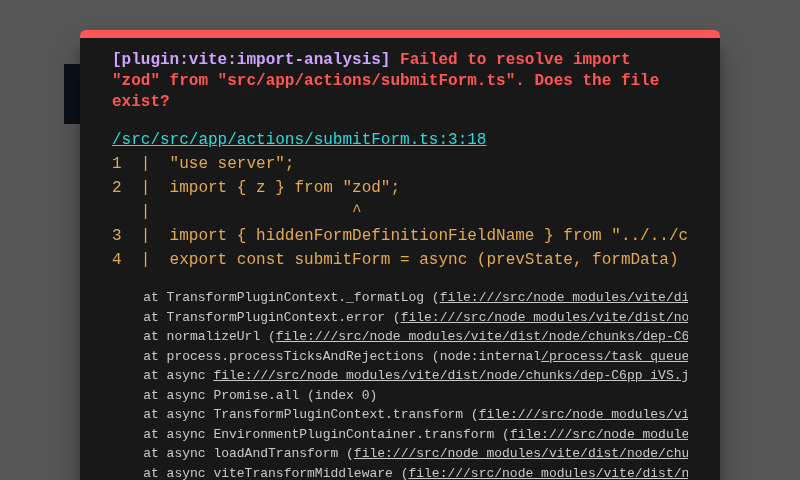 [plugin:vite:import-analysis] Failed to resolve import
"zod" from "src/app/actions/submitForm.ts". Does the file
exist?
/src/src/app/actions/submitForm.ts:3:18
1  |  "use server";
2  |  import { z } from "zod";
   |                     ^
3  |  import { hiddenFormDefinitionFieldName } from "../../c
4  |  export const submitForm = async (prevState, formData)
at TransformPluginContext._formatLog (file:///src/node_modules/vite/di
at TransformPluginContext.error (file:///src/node_modules/vite/dist/no
at normalizeUrl (file:///src/node_modules/vite/dist/node/chunks/dep-C6
at process.processTicksAndRejections (node:internal/process/task_queue
at async file:///src/node_modules/vite/dist/node/chunks/dep-C6pp_iVS.j
at async Promise.all (index 0)
at async TransformPluginContext.transform (file:///src/node_modules/vi
at async EnvironmentPluginContainer.transform (file:///src/node_module
at async loadAndTransform (file:///src/node_modules/vite/dist/node/chu
at async viteTransformMiddleware (file:///src/node_modules/vite/dist/n